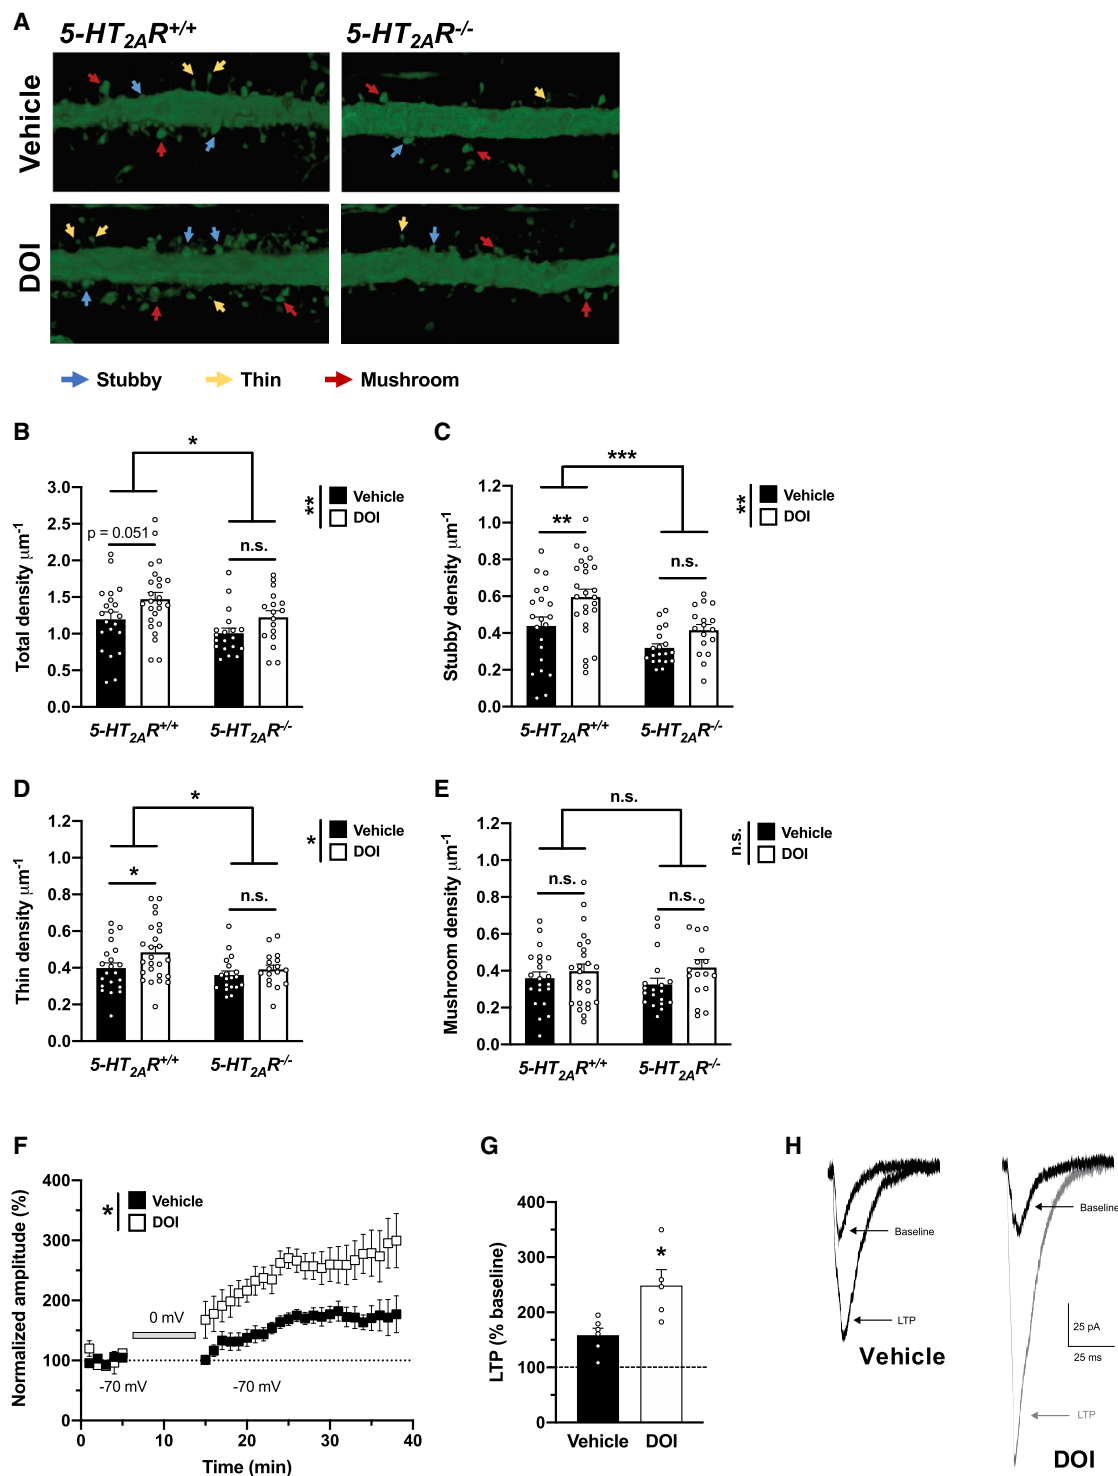 A
5-HT2AR+/+
5-HT2AR-/-
Vehicle
DOI
Stubby
Thin
Mushroom
B
*
3.0
2.5
2.0
1.5
1.0
0.5
0.0
Total density μm-1
p = 0.051
n.s.
**
Vehicle
DOI
5-HT2AR+/+
5-HT2AR-/-
C
***
1.2
1.0
0.8
0.6
0.4
0.2
0.0
Stubby density μm-1
**
n.s.
**
Vehicle
DOI
5-HT2AR+/+
5-HT2AR-/-
D
*
1.2
1.0
0.8
0.6
0.4
0.2
0.0
Thin density μm-1
*
n.s.
*
Vehicle
DOI
5-HT2AR+/+
5-HT2AR-/-
E
n.s.
1.2
1.0
0.8
0.6
0.4
0.2
0.0
Mushroom density μm-1
n.s.
n.s.
n.s.
Vehicle
DOI
5-HT2AR+/+
5-HT2AR-/-
F
400
300
200
100
0
Normalized amplitude (%)
*
Vehicle
DOI
0 mV
-70 mV
-70 mV
0
10
20
30
40
Time (min)
G
400
300
200
100
0
LTP (% baseline)
*
Vehicle
DOI
H
Baseline
LTP
Vehicle
Baseline
25 pA
25 ms
LTP
DOI